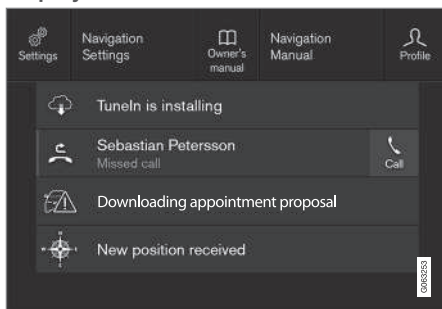 Settings
Navigation
Settings
Owner's
manual
Navigation
Manual
Profile
TuneIn is installing
Sebastian Petersson
Missed call
Call
Downloading appointment proposal
New position received
G063253